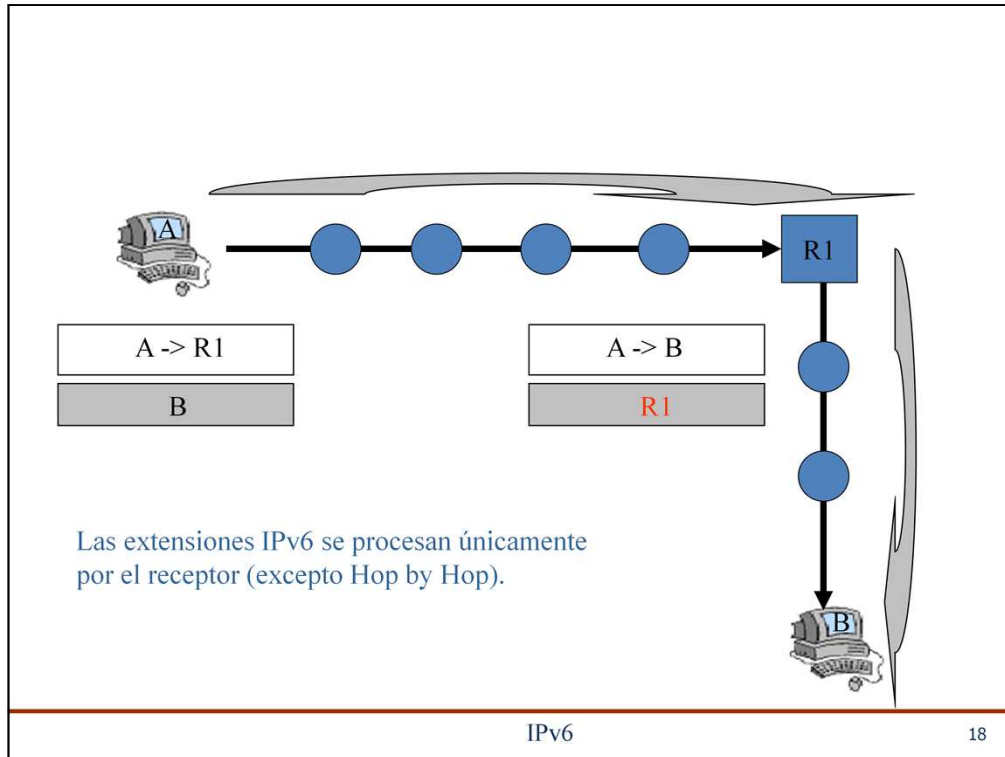 A
R1
A -> R1
B
A -> B
R1
Las extensiones IPv6 se procesan únicamente
por el receptor (excepto Hop by Hop).
B
IPv6
18